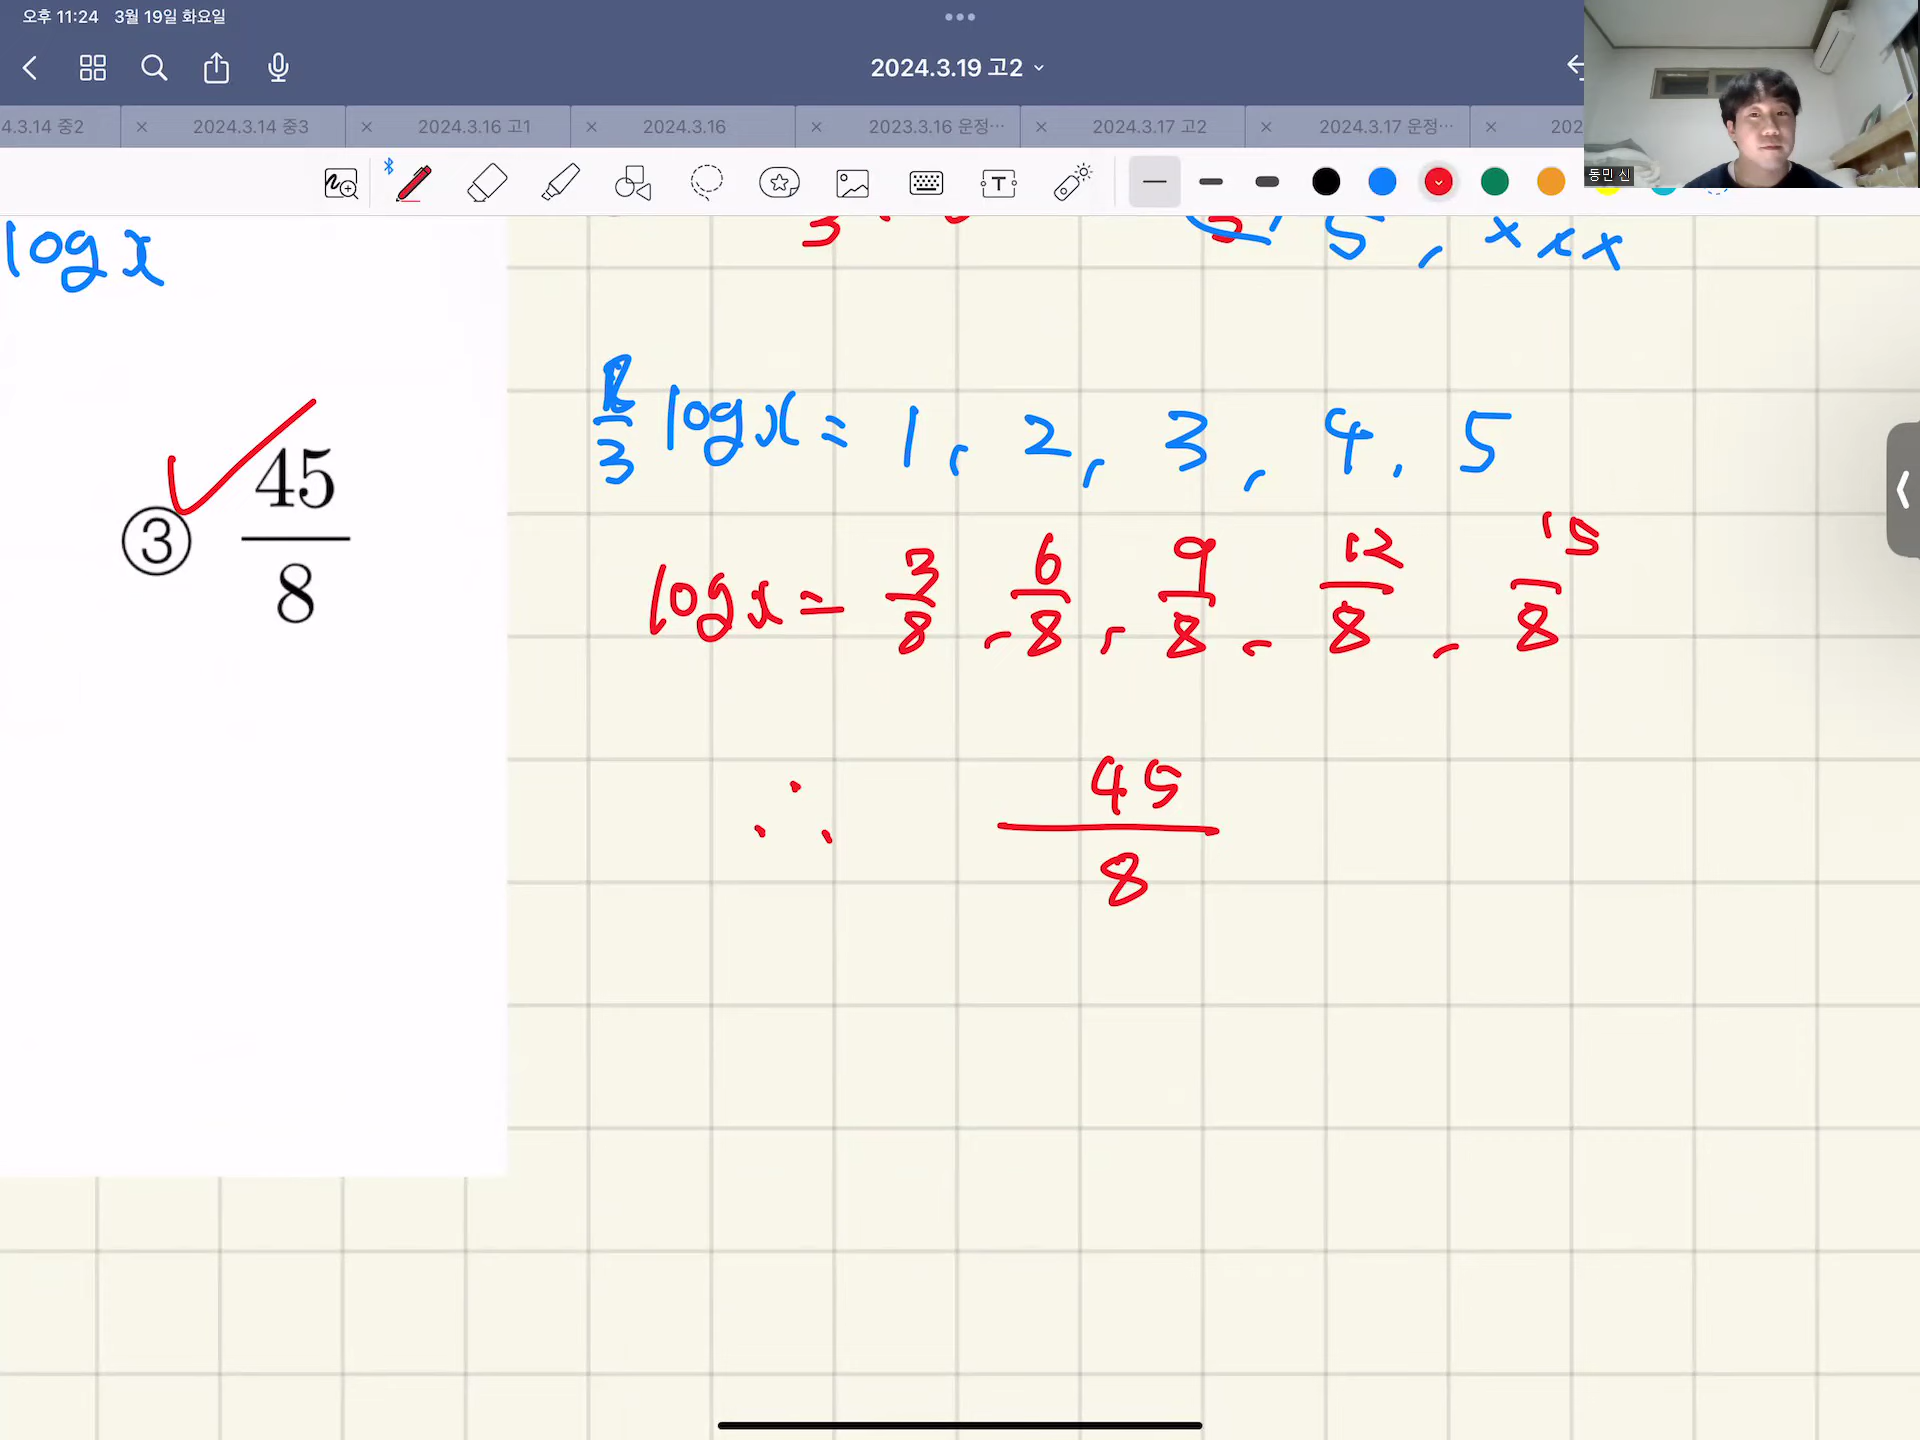 오후 11:24 3월 19일 화요일
2024.3.19 고2
4.3.14 중2
2024.3.14 중3
2024.3.16 고1
2024.3.16
2023.3.16 운정…
2024.3.17 고2
2024.3.17 운정…
202
동민 신
T
log x
5, x x x
8/3 log x = 1, 2, 3, 4, 5
③ 45/8
log x = 3/8, 6/8, 9/8, 12/8, 15/8
∴ 45/8